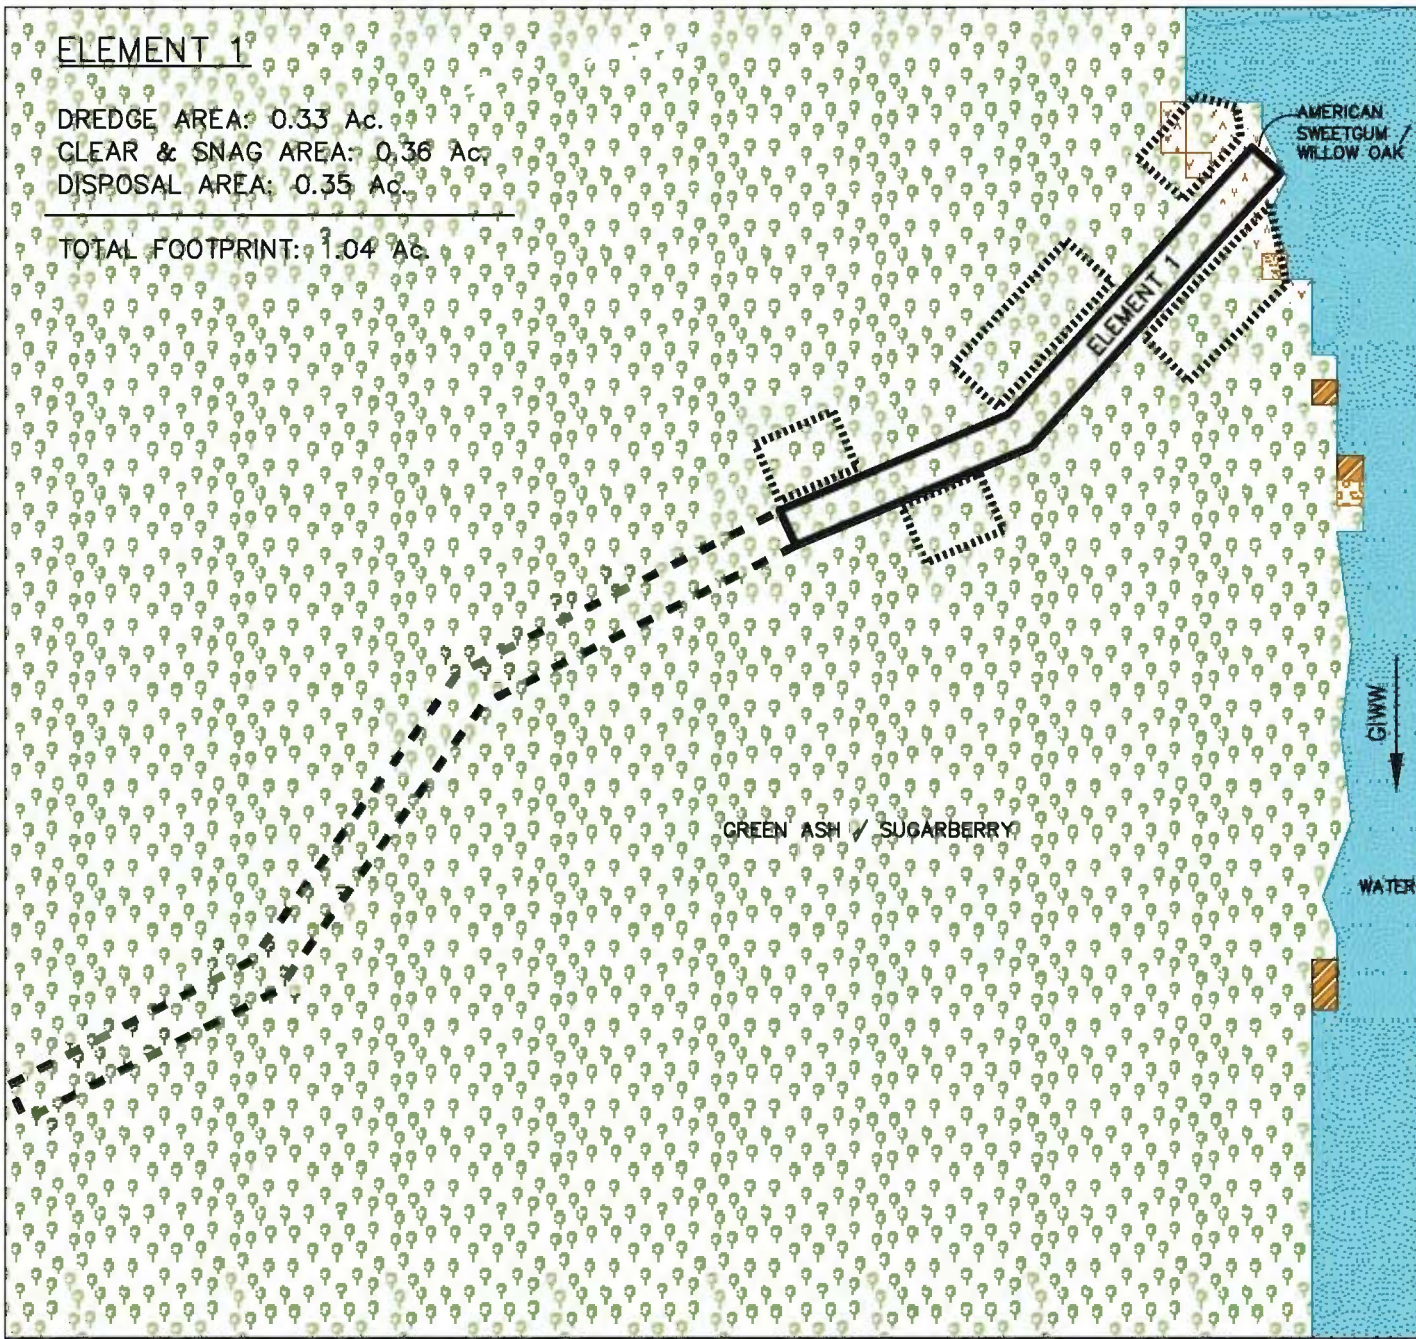 ELEMENT 1
DREDGE AREA: 0.33 Ac.
CLEAR & SNAG AREA: 0.36 Ac.
DISPOSAL AREA: 0.35 Ac.
TOTAL FOOTPRINT: 1.04 Ac.
AMERICAN
SWEETGUM /
WILLOW OAK
ELEMENT 1
GIWW
GREEN ASH / SUGARBERRY
WATER